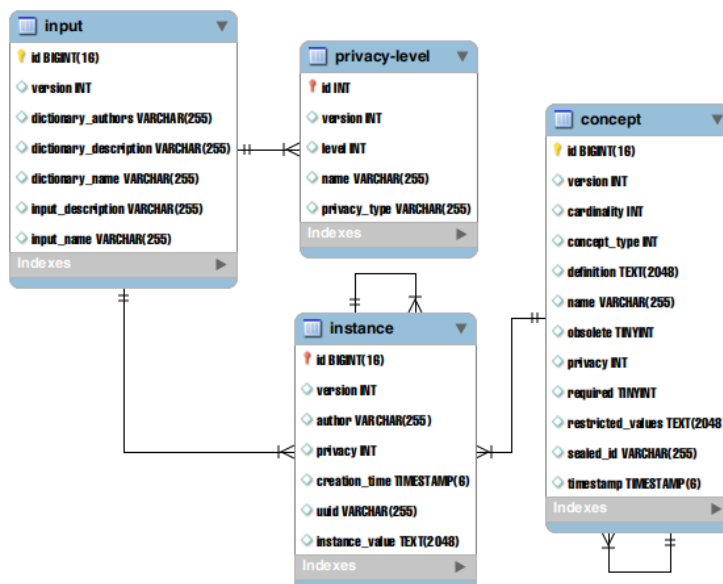 input
id BIGINT(16)
version INT
dictionary_authors VARCHAR(255)
dictionary_description VARCHAR(255)
dictionary_name VARCHAR(255)
input_description VARCHAR(255)
input_name VARCHAR(255)
Indexes
privacy-level
id INT
version INT
level INT
name VARCHAR(255)
privacy_type VARCHAR(255)
Indexes
instance
id BIGINT(16)
version INT
author VARCHAR(255)
privacy INT
creation_time TIMESTAMP(6)
uuid VARCHAR(255)
instance_value TEXT(2048)
Indexes
concept
id BIGINT(16)
version INT
cardinality INT
concept_type INT
definition TEXT(2048)
name VARCHAR(255)
obsolete TINYINT
privacy INT
required TINYINT
restricted_values TEXT(2048
sealed_id VARCHAR(255)
timestamp TIMESTAMP(6)
Indexes